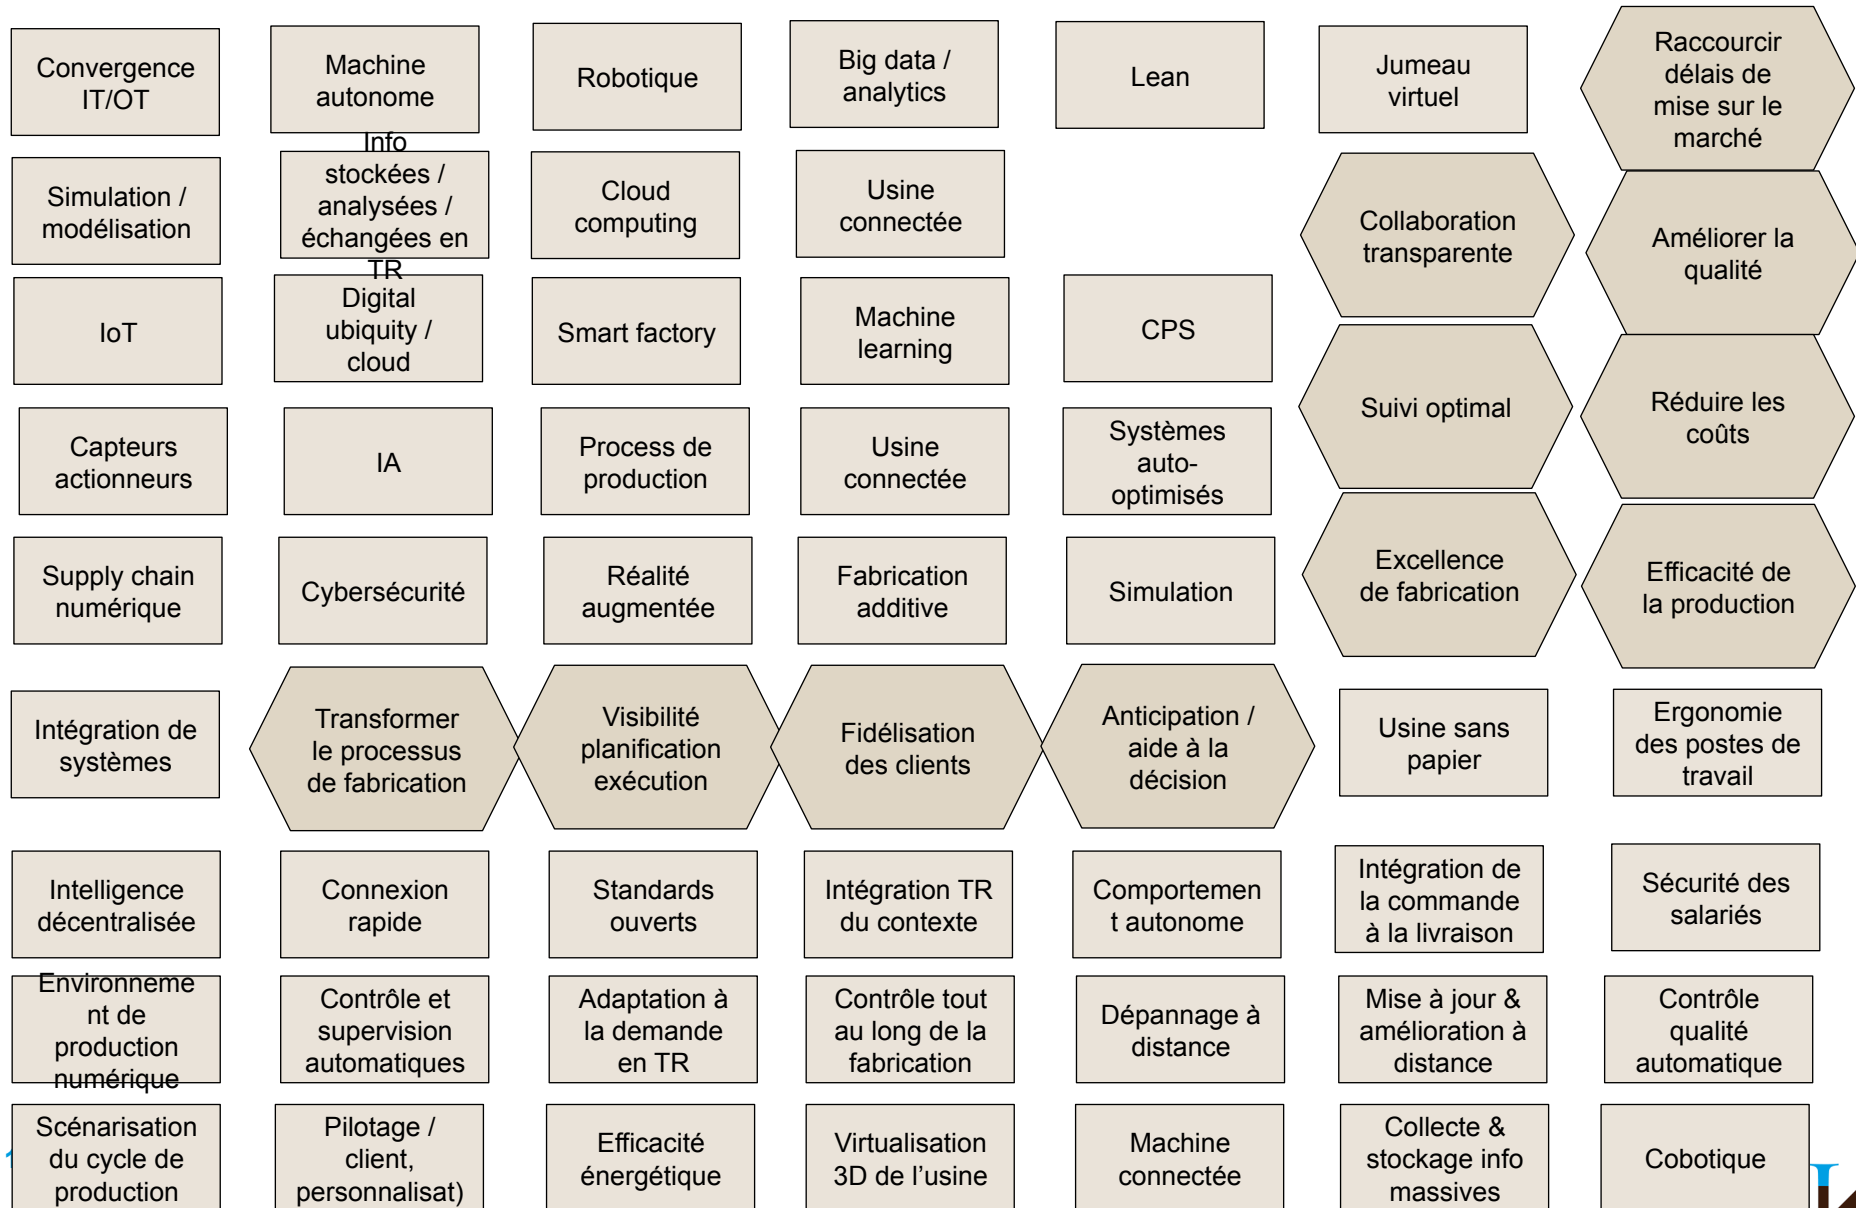 Convergence
IT/OT
Machine
autonome
Robotique
Big data /
analytics
Lean
Jumeau
virtuel
Raccourcir
délais de
mise sur le
marché
Simulation /
modélisation
Info
stockées /
analysées /
échangées en
TR
Cloud
computing
Usine
connectée
Collaboration
transparente
Améliorer la
qualité
IoT
Digital
ubiquity /
cloud
Smart factory
Machine
learning
CPS
Suivi optimal
Réduire les
coûts
Capteurs
actionneurs
IA
Process de
production
Usine
connectée
Systèmes
auto-
optimisés
Excellence
de fabrication
Efficacité de
la production
Supply chain
numérique
Cybersécurité
Réalité
augmentée
Fabrication
additive
Simulation
Intégration de
systèmes
Transformer
le processus
de fabrication
Visibilité
planification
exécution
Fidélisation
des clients
Anticipation /
aide à la
décision
Usine sans
papier
Ergonomie
des postes de
travail
Intelligence
décentralisée
Connexion
rapide
Standards
ouverts
Intégration TR
du contexte
Comportemen
t autonome
Intégration de
la commande
à la livraison
Sécurité des
salariés
Environneme
nt de
production
numérique
Contrôle et
supervision
automatiques
Adaptation à
la demande
en TR
Contrôle tout
au long de la
fabrication
Dépannage à
distance
Mise à jour &
amélioration à
distance
Contrôle
qualité
automatique
Scénarisation
du cycle de
production
Pilotage /
client,
personnalisat)
Efficacité
énergétique
Virtualisation
3D de l’usine
Machine
connectée
Collecte &
stockage info
massives
Cobotique